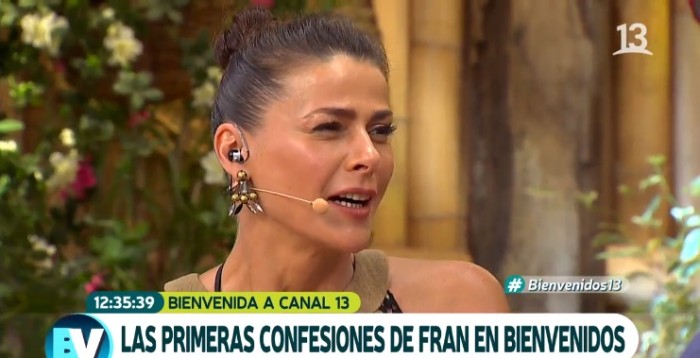 13
#Bienvenidos13
12:35:39 BIENVENIDA A CANAL 13
BV LAS PRIMERAS CONFESIONES DE FRAN EN BIENVENIDOS